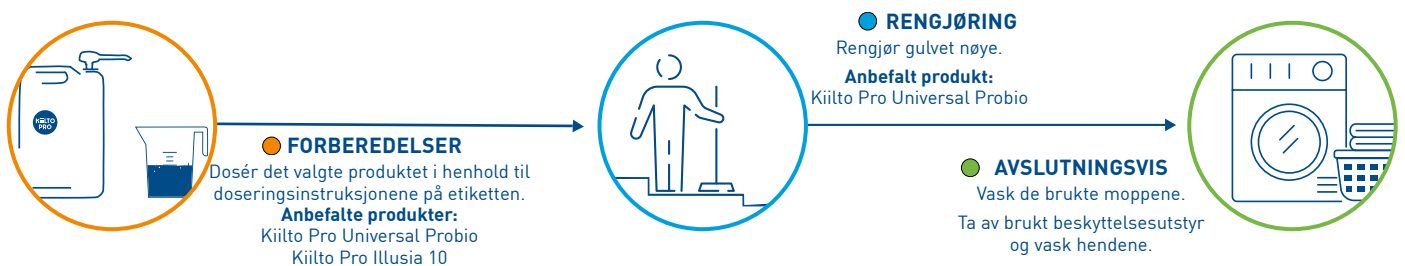 KIILTO
PRO
FORBEREDELSER
Dosér det valgte produktet i henhold til
doseringsinstruksjonene på etiketten.
Anbefalte produkter:
Kiilto Pro Universal Probio
Kiilto Pro Illusia 10
RENGJØRING
Rengjør gulvet nøye.
Anbefalt produkt:
Kiilto Pro Universal Probio
AVSLUTNINGSVIS
Vask de brukte moppene.
Ta av brukt beskyttelsesutstyr
og vask hendene.